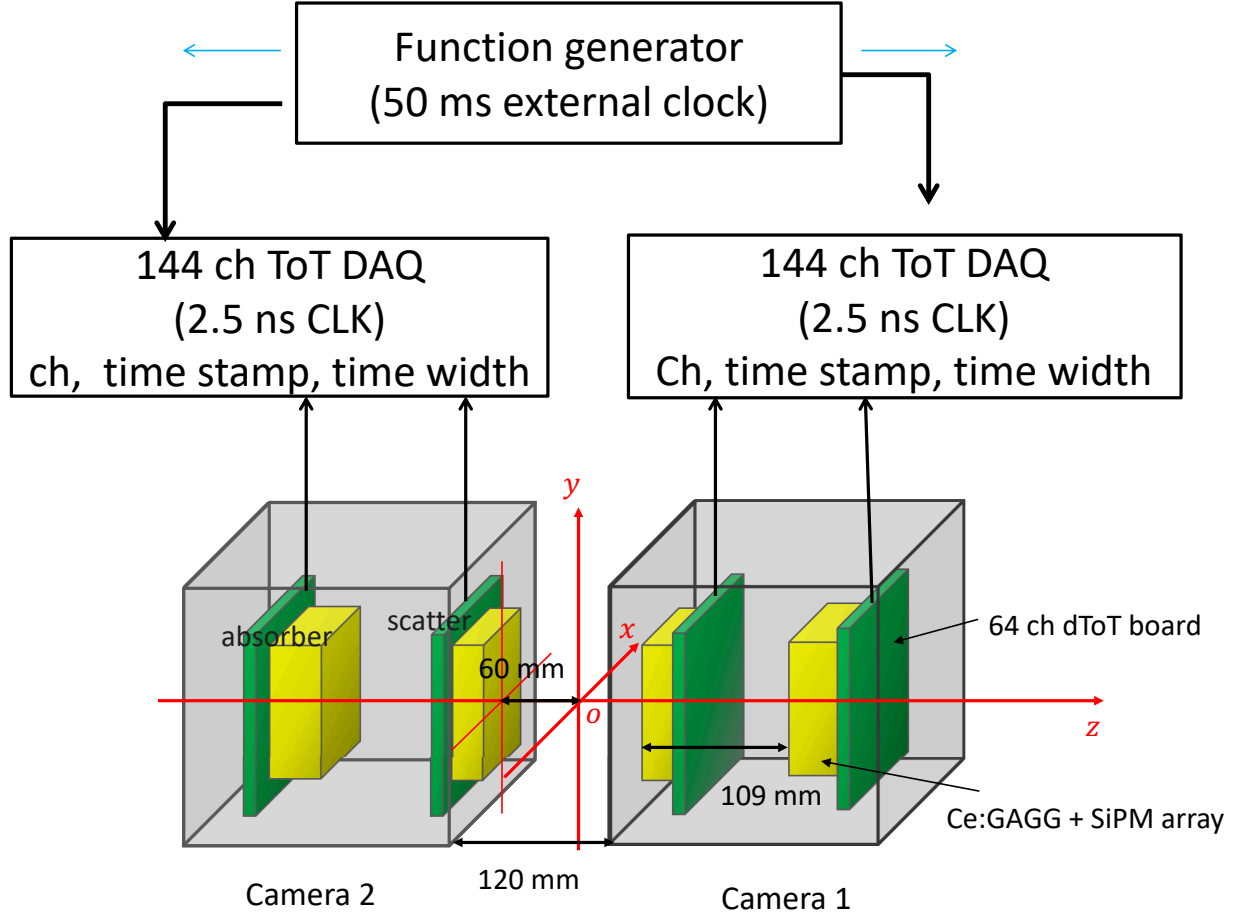 Function generator
(50 ms external clock)
144 ch ToT DAQ
(2.5 ns CLK)
ch, time stamp, time width
144 ch ToT DAQ
(2.5 ns CLK)
Ch, time stamp, time width
y
x
o
z
absorber
scatter
60 mm
64 ch dToT board
109 mm
Ce:GAGG + SiPM array
120 mm
Camera 2
Camera 1